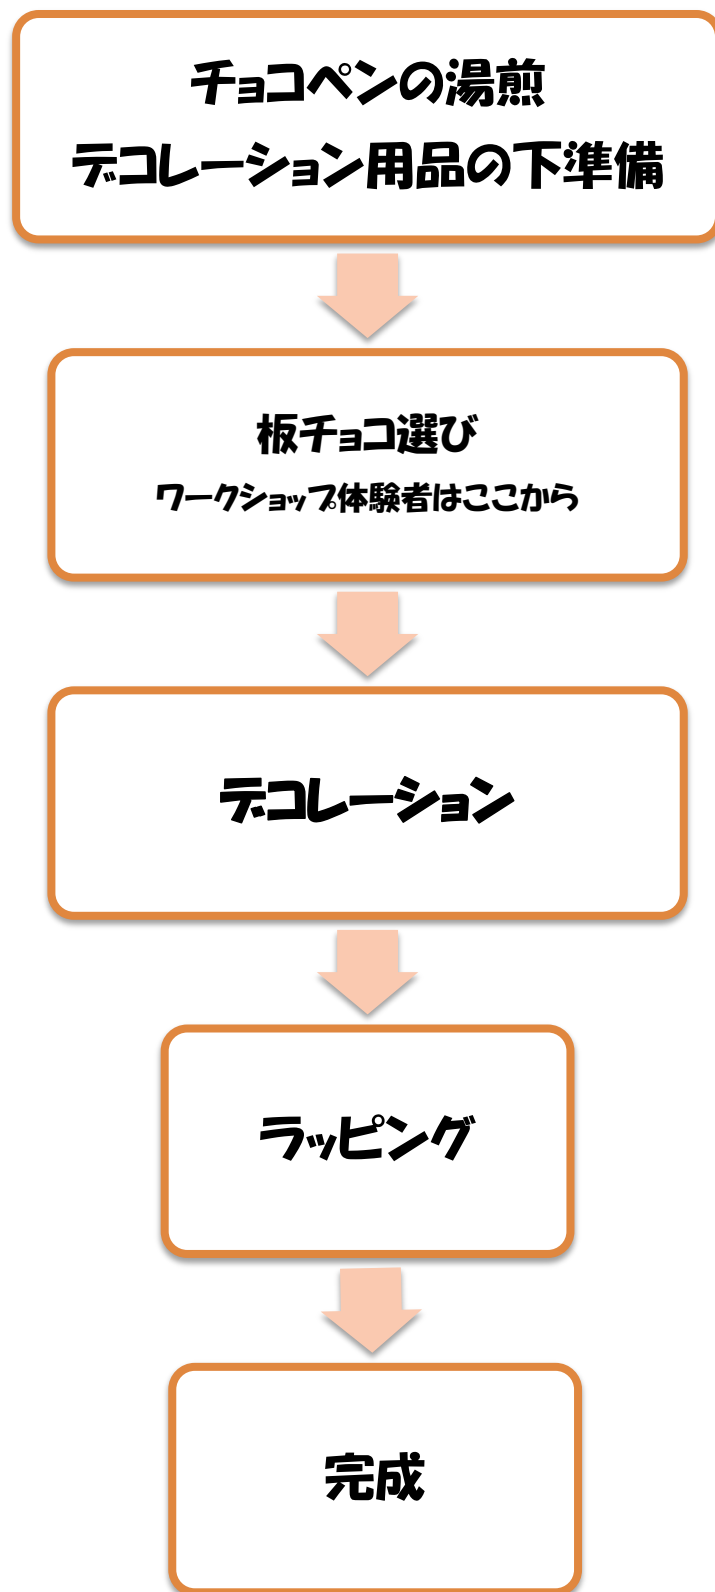 チョコペンの湯煎
デコレーション用品の下準備
板チョコ選び
ワークショップ体験者はここから
デコレーション
ラッピング
完成